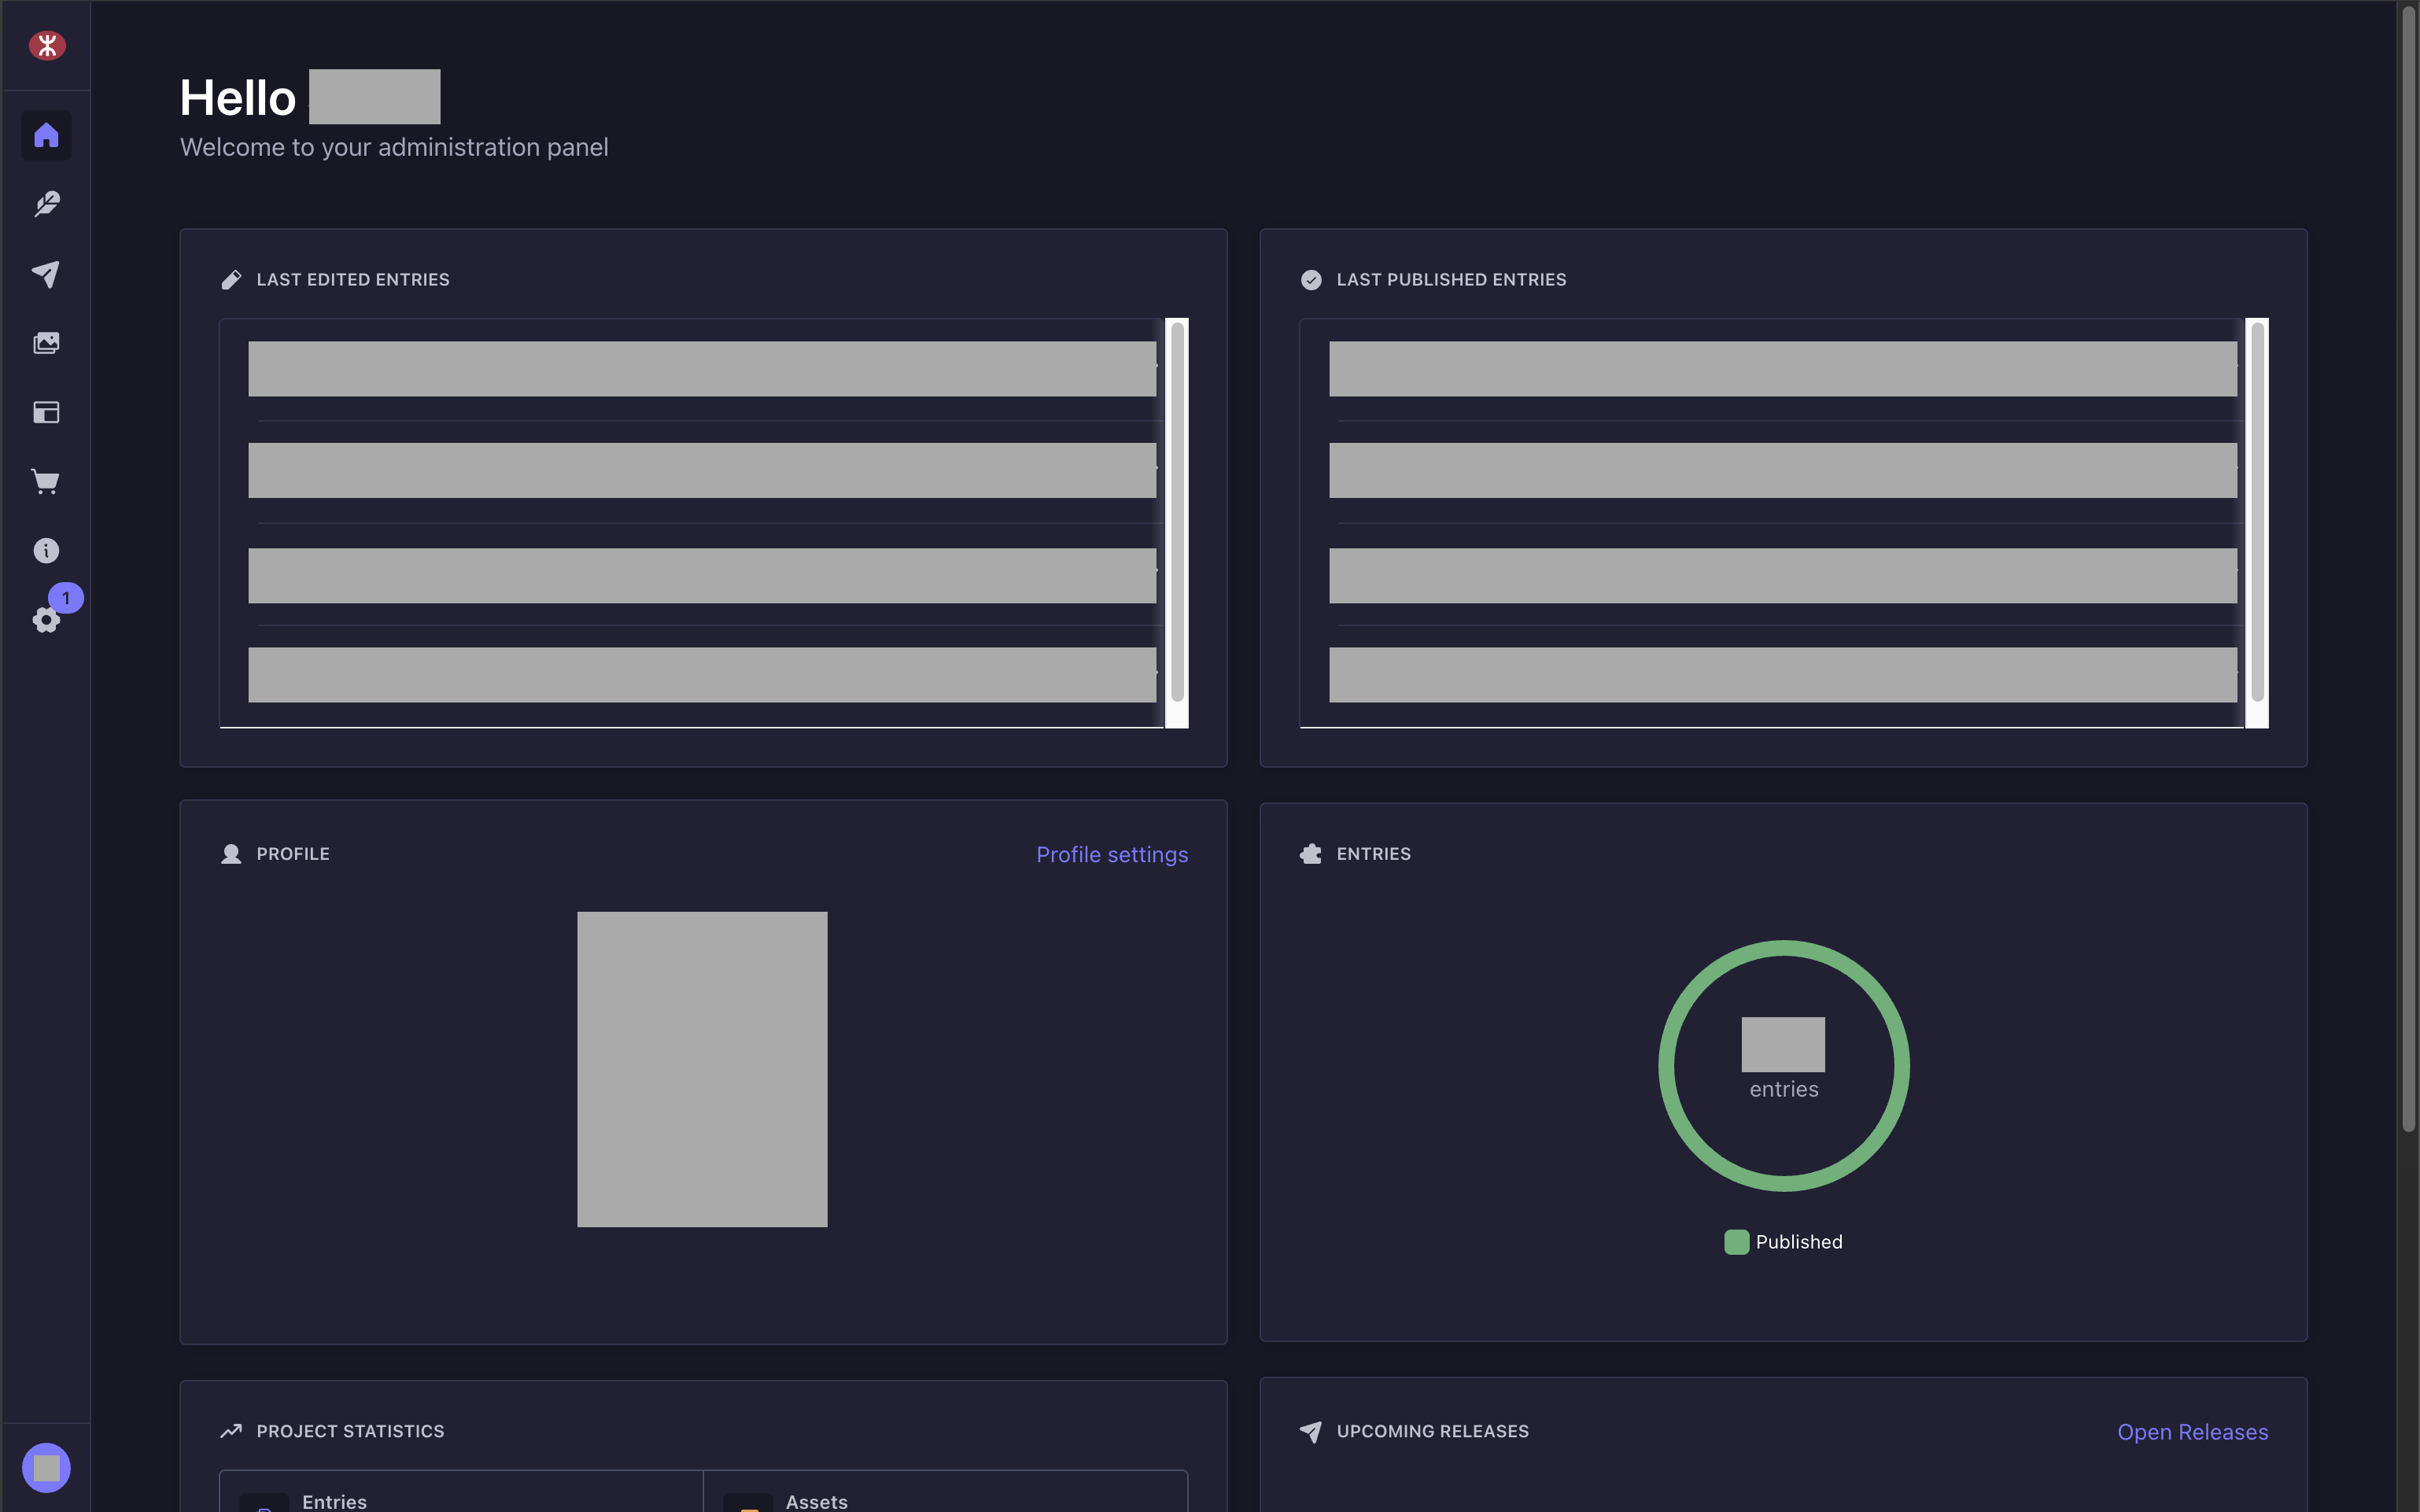 Hello
Welcome to your administration panel
LAST EDITED ENTRIES
LAST PUBLISHED ENTRIES
1
PROFILE
Profile settings
ENTRIES
entries
Published
PROJECT STATISTICS
UPCOMING RELEASES
Open Releases
Entries
Assets